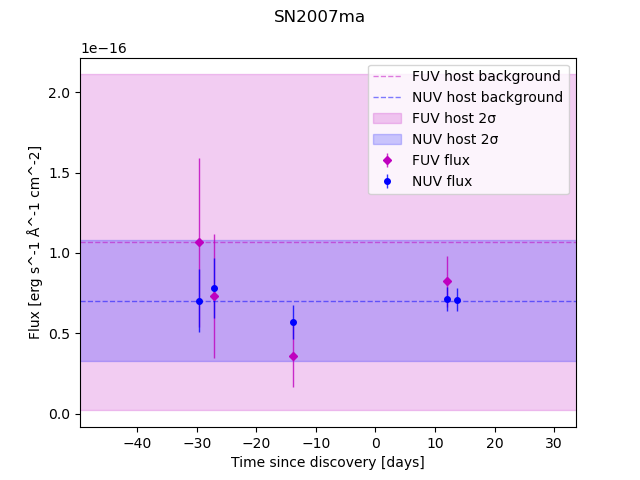 SN2007ma
1e−16
FUV host background
NUV host background
FUV host 2σ
NUV host 2σ
FUV flux
NUV flux
Flux [erg s^-1 Å^-1 cm^-2]
2.0
1.5
1.0
0.5
0.0
−40 −30 −20 −10 0 10 20 30
Time since discovery [days]